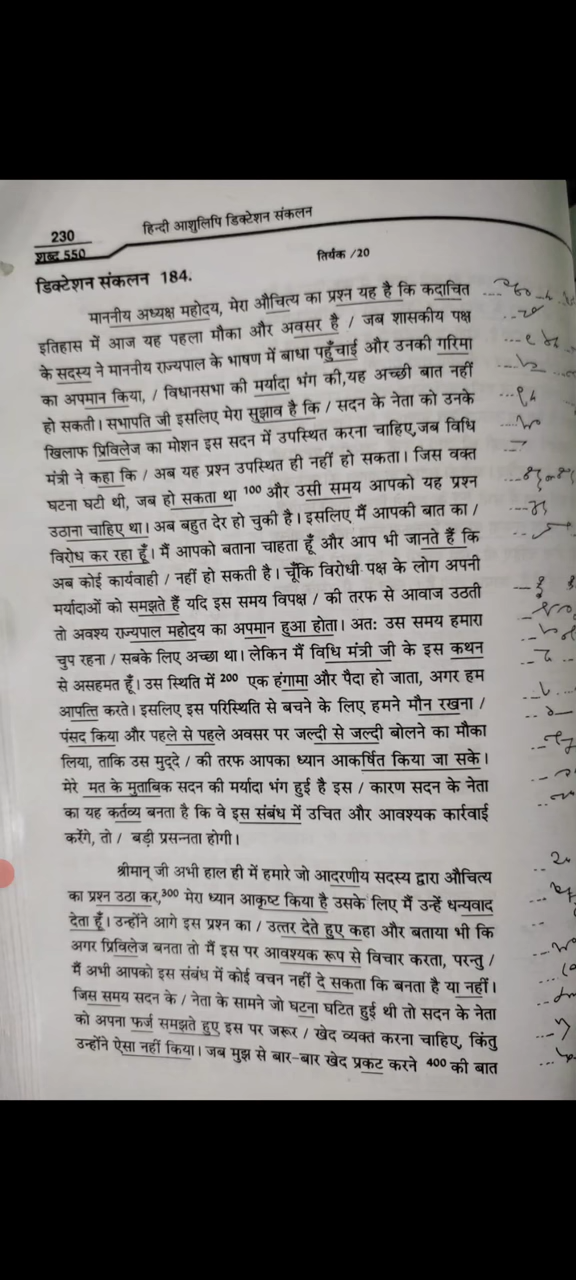 230
हिन्दी आशुलिपि डिक्टेशन संकलन
शब्द 550
तिर्यक /20
डिक्टेशन संकलन 184.
माननीय अध्यक्ष महोदय, मेरा औचित्य का प्रश्न यह है कि कदाचित
इतिहास में आज यह पहला मौका और अवसर है / जब शासकीय पक्ष
के सदस्य ने माननीय राज्यपाल के भाषण में बाधा पहुँचाई और उनकी गरिमा
का अपमान किया, / विधानसभा की मर्यादा भंग की,यह अच्छी बात नहीं
हो सकती। सभापति जी इसलिए मेरा सुझाव है कि / सदन के नेता को उनके
खिलाफ प्रिविलेज का मोशन इस सदन में उपस्थित करना चाहिए,जब विधि
मंत्री ने कहा कि / अब यह प्रश्न उपस्थित ही नहीं हो सकता। जिस वक्त
घटना घटी थी, जब हो सकता था 100 और उसी समय आपको यह प्रश्न
उठाना चाहिए था। अब बहुत देर हो चुकी है। इसलिए मैं आपकी बात का /
विरोध कर रहा हूँ। मैं आपको बताना चाहता हूँ और आप भी जानते हैं कि
अब कोई कार्यवाही / नहीं हो सकती है। चूँकि विरोधी पक्ष के लोग अपनी
मर्यादाओं को समझते हैं यदि इस समय विपक्ष / की तरफ से आवाज उठती
तो अवश्य राज्यपाल महोदय का अपमान हुआ होता। अतः उस समय हमारा
चुप रहना / सबके लिए अच्छा था। लेकिन मैं विधि मंत्री जी के इस कथन
से असहमत हूँ। उस स्थिति में 200 एक हंगामा और पैदा हो जाता, अगर हम
आपत्ति करते। इसलिए इस परिस्थिति से बचने के लिए हमने मौन रखना /
पंसद किया और पहले से पहले अवसर पर जल्दी से जल्दी बोलने का मौका
लिया, ताकि उस मुद्दे / की तरफ आपका ध्यान आकर्षित किया जा सके।
मेरे मत के मुताबिक सदन की मर्यादा भंग हुई है इस / कारण सदन के नेता
का यह कर्तव्य बनता है कि वे इस संबंध में उचित और आवश्यक कार्रवाई
करेंगे, तो / बड़ी प्रसन्नता होगी।
श्रीमान् जी अभी हाल ही में हमारे जो आदरणीय सदस्य द्वारा औचित्य
का प्रश्न उठा कर,300 मेरा ध्यान आकृष्ट किया है उसके लिए मैं उन्हें धन्यवाद
देता हूँ। उन्होंने आगे इस प्रश्न का / उत्तर देते हुए कहा और बताया भी कि
अगर प्रिविलेज बनता तो मैं इस पर आवश्यक रूप से विचार करता, परन्तु /
मैं अभी आपको इस संबंध में कोई वचन नहीं दे सकता कि बनता है या नहीं।
जिस समय सदन के / नेता के सामने जो घटना घटित हुई थी तो सदन के नेता
को अपना फर्ज समझते हुए इस पर जरूर / खेद व्यक्त करना चाहिए, किंतु
उन्होंने ऐसा नहीं किया। जब मुझ से बार-बार खेद प्रकट करने 400 की बात